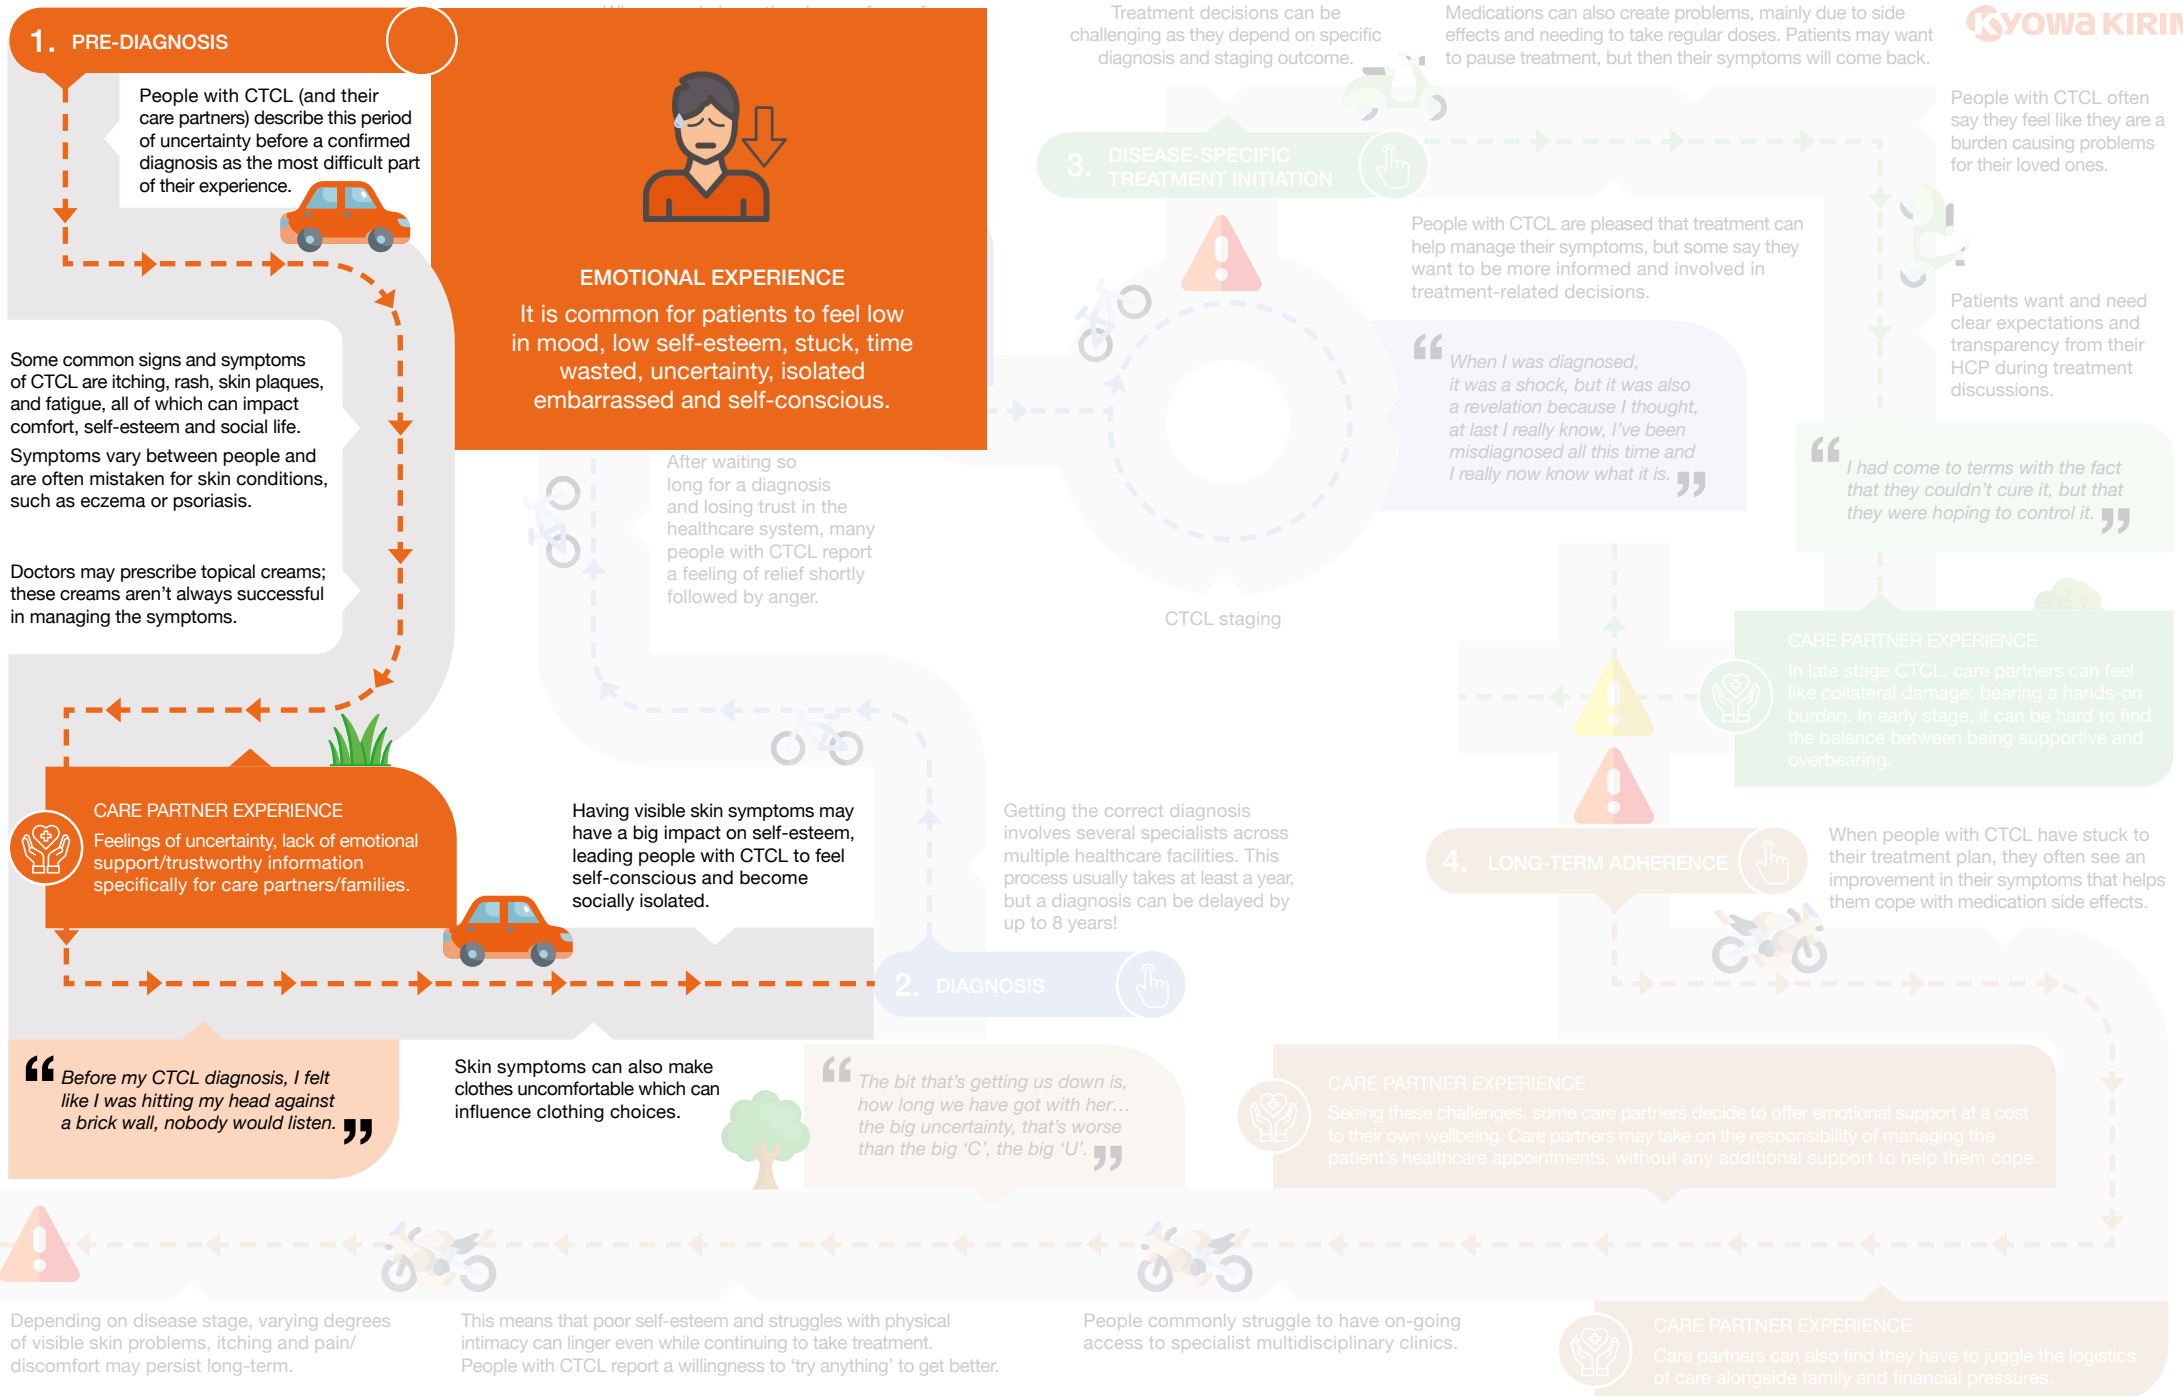 1. PRE-DIAGNOSIS
People with CTCL (and their
care partners) describe this period
of uncertainty before a confirmed
diagnosis as the most difficult part
of their experience.
EMOTIONAL EXPERIENCE
It is common for patients to feel low
in mood, low self-esteem, stuck, time
wasted, uncertainty, isolated
embarrassed and self-conscious.
Some common signs and symptoms
of CTCL are itching, rash, skin plaques,
and fatigue, all of which can impact
comfort, self-esteem and social life.
Symptoms vary between people and
are often mistaken for skin conditions,
such as eczema or psoriasis.
Doctors may prescribe topical creams;
these creams aren't always successful
in managing the symptoms.
CARE PARTNER EXPERIENCE
Feelings of uncertainty, lack of emotional
support/trustworthy information
specifically for care partners/families.
Having visible skin symptoms may
have a big impact on self-esteem,
leading people with CTCL to feel
self-conscious and become
socially isolated.
“ Before my CTCL diagnosis, I felt
like I was hitting my head against
a brick wall, nobody would listen. ”
Skin symptoms can also make
clothes uncomfortable which can
influence clothing choices.
2. DIAGNOSIS
Getting the correct diagnosis
involves several specialists across
multiple healthcare facilities. This
process usually takes at least a year,
but a diagnosis can be delayed by
up to 8 years!
After waiting so
long for a diagnosis
and losing trust in the
healthcare system, many
people with CTCL report
a feeling of relief shortly
followed by anger.
CTCL staging
“ When I was diagnosed,
it was a shock, but it was also
a revelation because I thought,
at last I really know, I've been
misdiagnosed all this time and
I really now know what it is. ”
3. DISEASE-SPECIFIC
TREATMENT INITIATION
Treatment decisions can be
challenging as they depend on specific
diagnosis and staging outcome.
Medications can also create problems, mainly due to side
effects and needing to take regular doses. Patients may want
to pause treatment, but then their symptoms will come back.
KYOWA KIRIN
People with CTCL often
say they feel like they are a
burden causing problems
for their loved ones.
People with CTCL are pleased that treatment can
help manage their symptoms, but some say they
want to be more informed and involved in
treatment-related decisions.
Patients want and need
clear expectations and
transparency from their
HCP during treatment
discussions.
“ I had come to terms with the fact
that they couldn't cure it, but that
they were hoping to control it. ”
CARE PARTNER EXPERIENCE
In late stage CTCL, care partners can feel
like collateral damage; bearing a hands-on
burden. In early stage, it can be hard to find
the balance between being supportive and
overbearing.
4. LONG-TERM ADHERENCE
When people with CTCL have stuck to
their treatment plan, they often see an
improvement in their symptoms that helps
them cope with medication side effects.
CARE PARTNER EXPERIENCE
Seeing these challenges, some care partners decide to offer emotional support at a cost
to their own wellbeing. Care partners may take on the responsibility of managing the
patient's healthcare appointments, without any additional support to help them cope.
“ The bit that's getting us down is,
how long we have got with her…
the big uncertainty, that's worse
than the big ‘C’, the big ‘U’. ”
Depending on disease stage, varying degrees
of visible skin problems, itching and pain/
discomfort may persist long-term.
This means that poor self-esteem and struggles with physical
intimacy can linger even while continuing to take treatment.
People with CTCL report a willingness to ‘try anything’ to get better.
People commonly struggle to have on-going
access to specialist multidisciplinary clinics.
CARE PARTNER EXPERIENCE
Care partners can also find they have to juggle the logistics
of care alongside family and financial pressures.